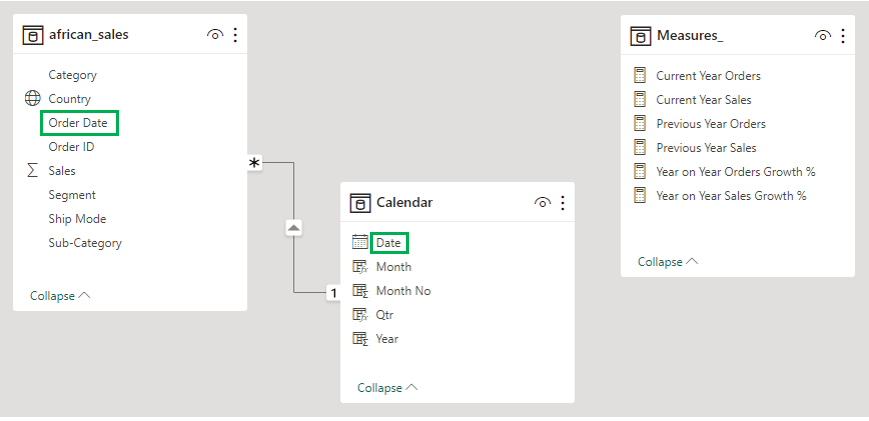 african_sales
Category
Country
Order Date
Order ID
Sales
Segment
Ship Mode
Sub-Category
Collapse
*
1
Calendar
Date
Month
Month No
Qtr
Year
Collapse
Measures_
Current Year Orders
Current Year Sales
Previous Year Orders
Previous Year Sales
Year on Year Orders Growth %
Year on Year Sales Growth %
Collapse